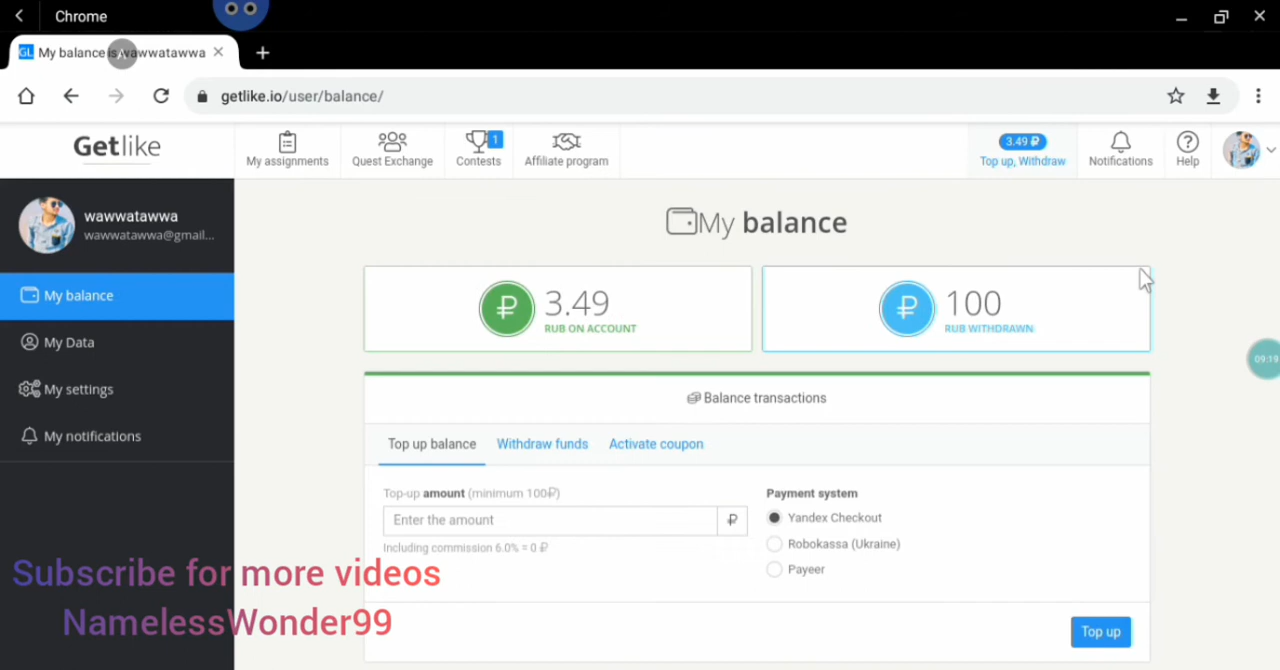 Chrome
GL My balance is wawwatawwa
getlike.io/user/balance/
Getlike
My assignments
Quest Exchange
1
Contests
Affiliate program
3.49 ₽
Top up, Withdraw
Notifications
Help
wawwatawwa
wawwatawwa@gmail...
My balance
My Data
My settings
My notifications
My balance
₽ 3.49
RUB ON ACCOUNT
₽ 100
RUB WITHDRAWN
09:19
Balance transactions
Top up balance Withdraw funds Activate coupon
Top-up amount (minimum 100₽)
Enter the amount ₽
Including commission 6.0% = 0 ₽
Payment system
Yandex Checkout
Robokassa (Ukraine)
Payeer
Top up
Subscribe for more videos
NamelessWonder99